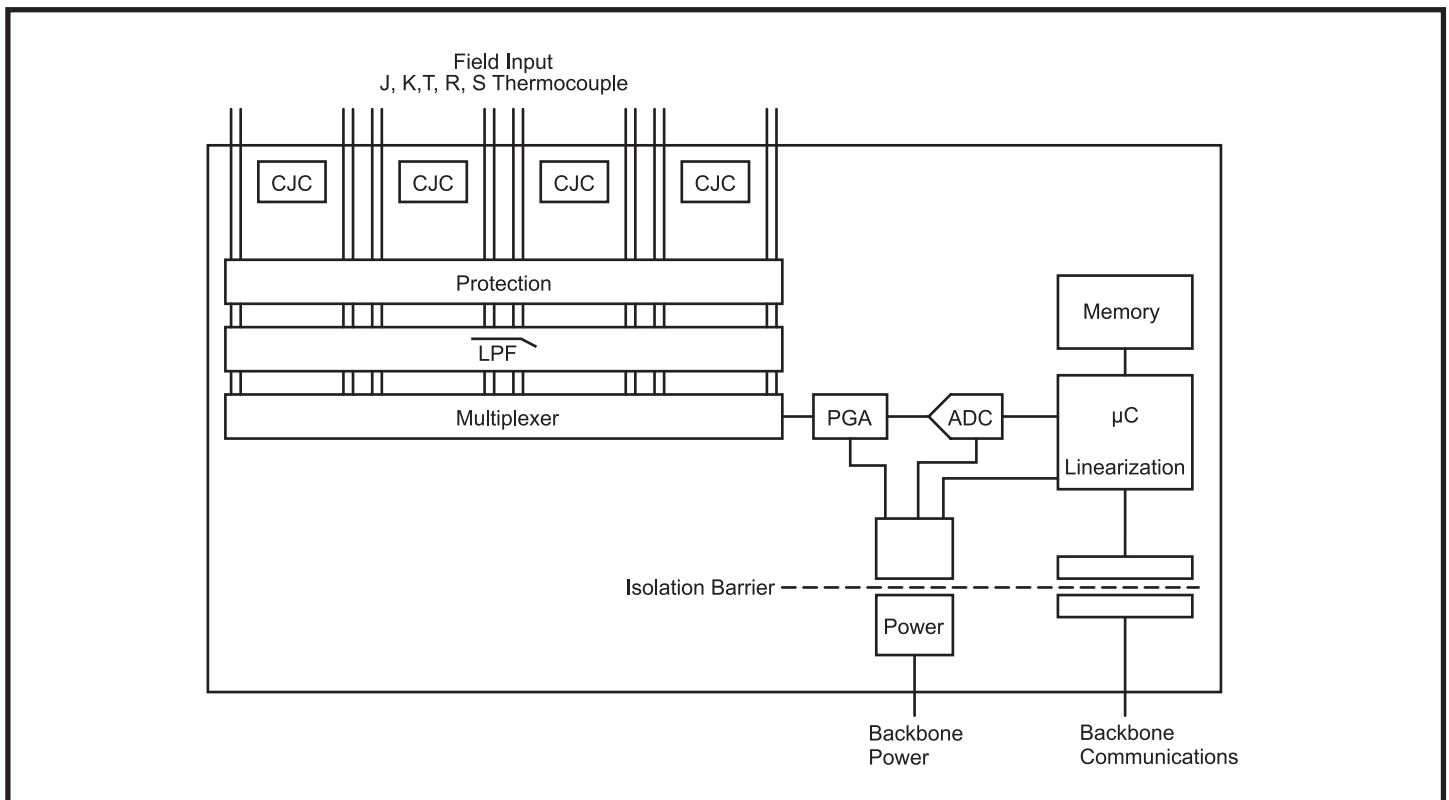 Field Input
J, K,T, R, S Thermocouple
CJC
CJC
CJC
CJC
Protection
LPF
Multiplexer
PGA
ADC
Memory
µC
Linearization
Isolation Barrier
Power
Backbone
Power
Backbone
Communications